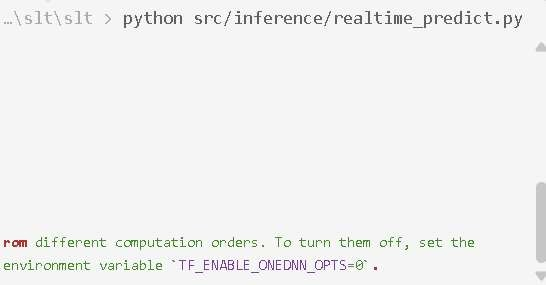 …\slt\slt > python src/inference/realtime_predict.py
rom different computation orders. To turn them off, set the
environment variable `TF_ENABLE_ONEDNN_OPTS=0`.